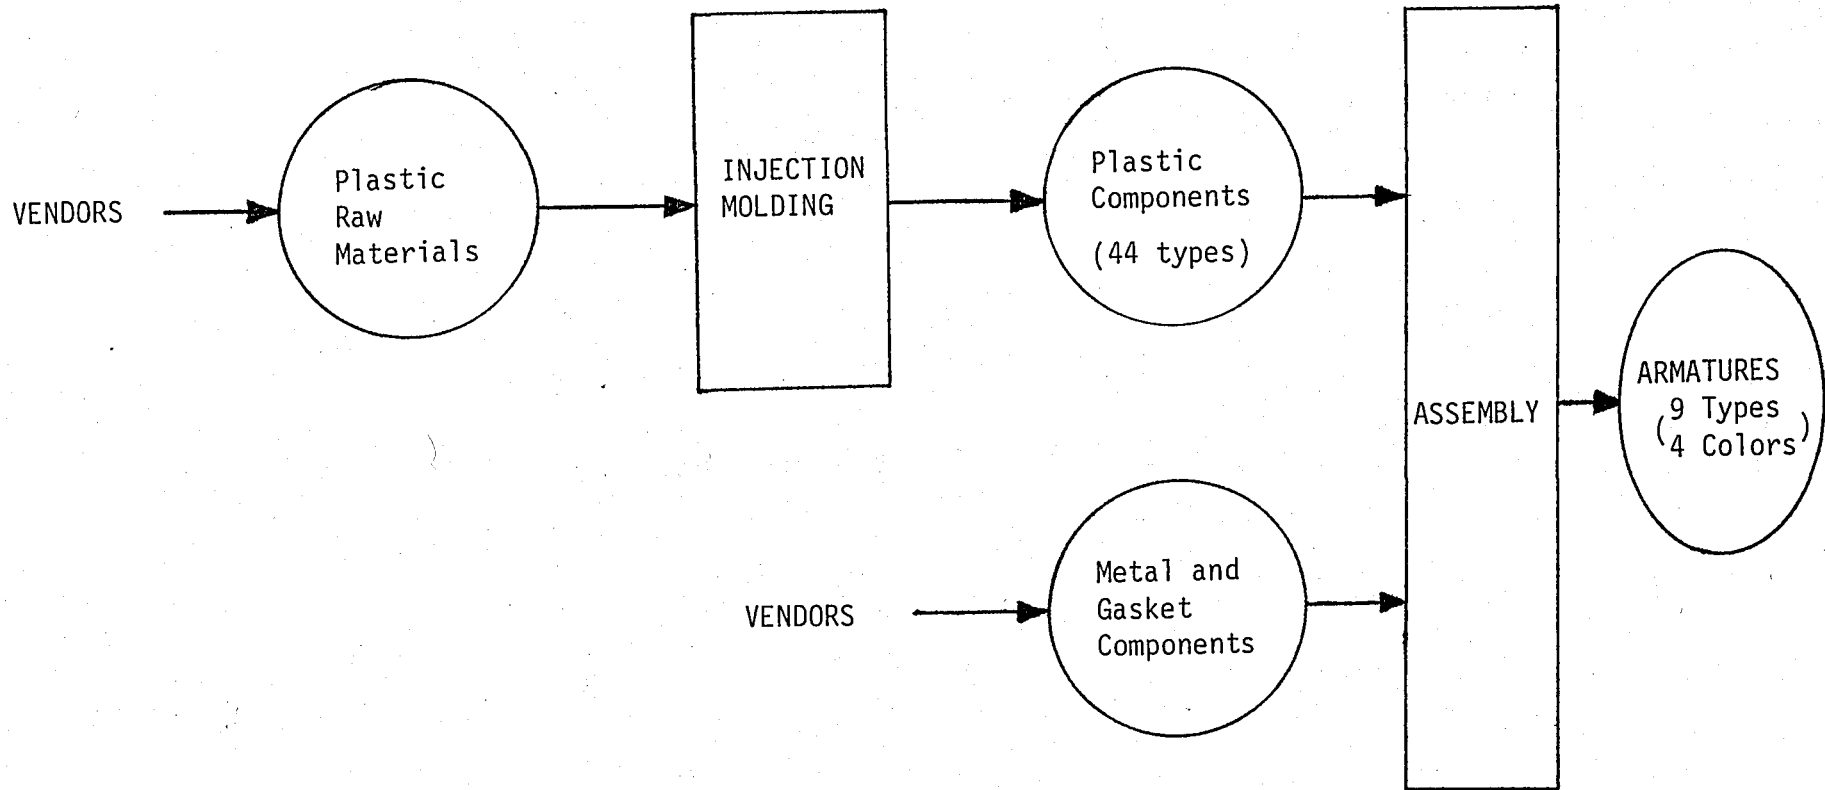 VENDORS
Plastic
Raw
Materials
INJECTION
MOLDING
Plastic
Components
(44 types)
VENDORS
Metal and
Gasket
Components
ASSEMBLY
ARMATURES
(9 Types
4 Colors)